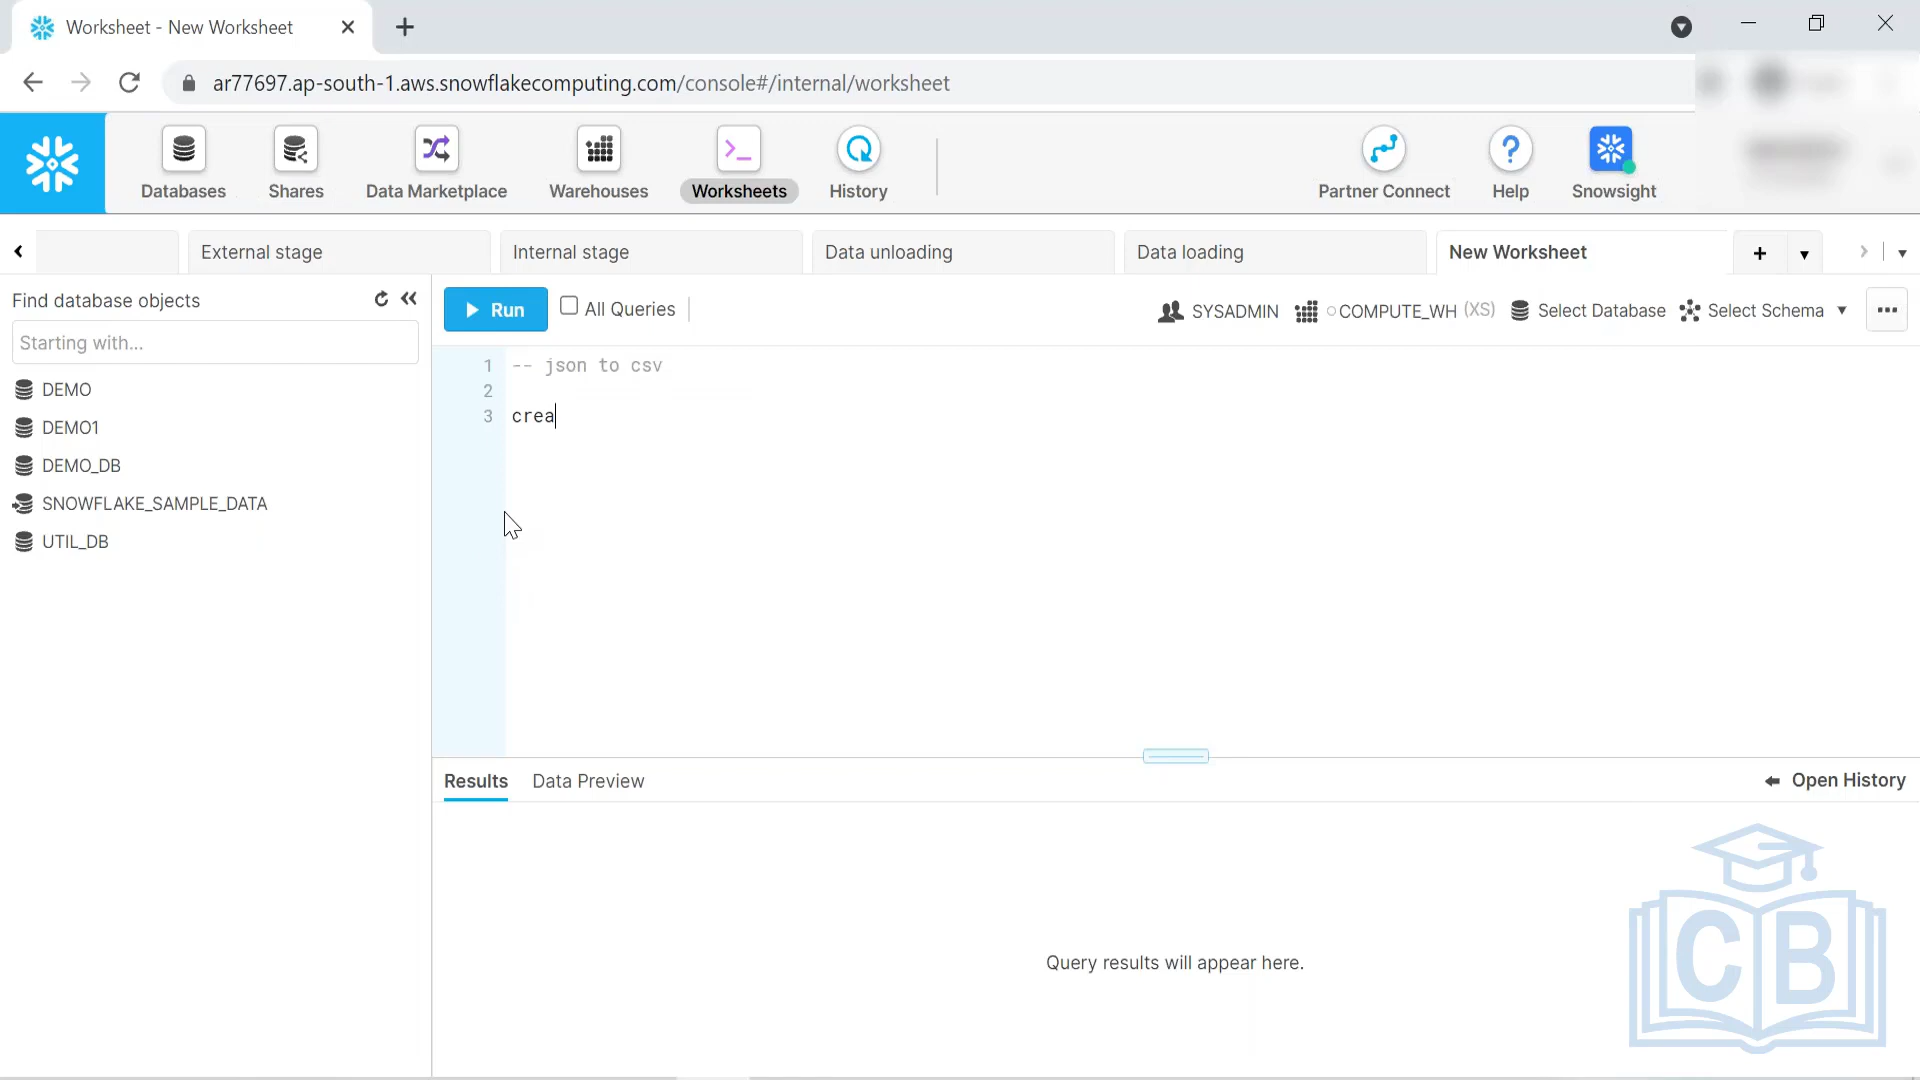 Worksheet - New Worksheet
ar77697.ap-south-1.aws.snowflakecomputing.com/console#/internal/worksheet
Databases Shares Data Marketplace Warehouses Worksheets History Partner Connect Help Snowsight
External stage Internal stage Data unloading Data loading New Worksheet
Find database objects
Starting with...
DEMO
DEMO1
DEMO_DB
SNOWFLAKE_SAMPLE_DATA
UTIL_DB
Run All Queries SYSADMIN COMPUTE_WH (XS) Select Database Select Schema
1 -- json to csv
2
3 crea
Results Data Preview Open History
Query results will appear here.
CB